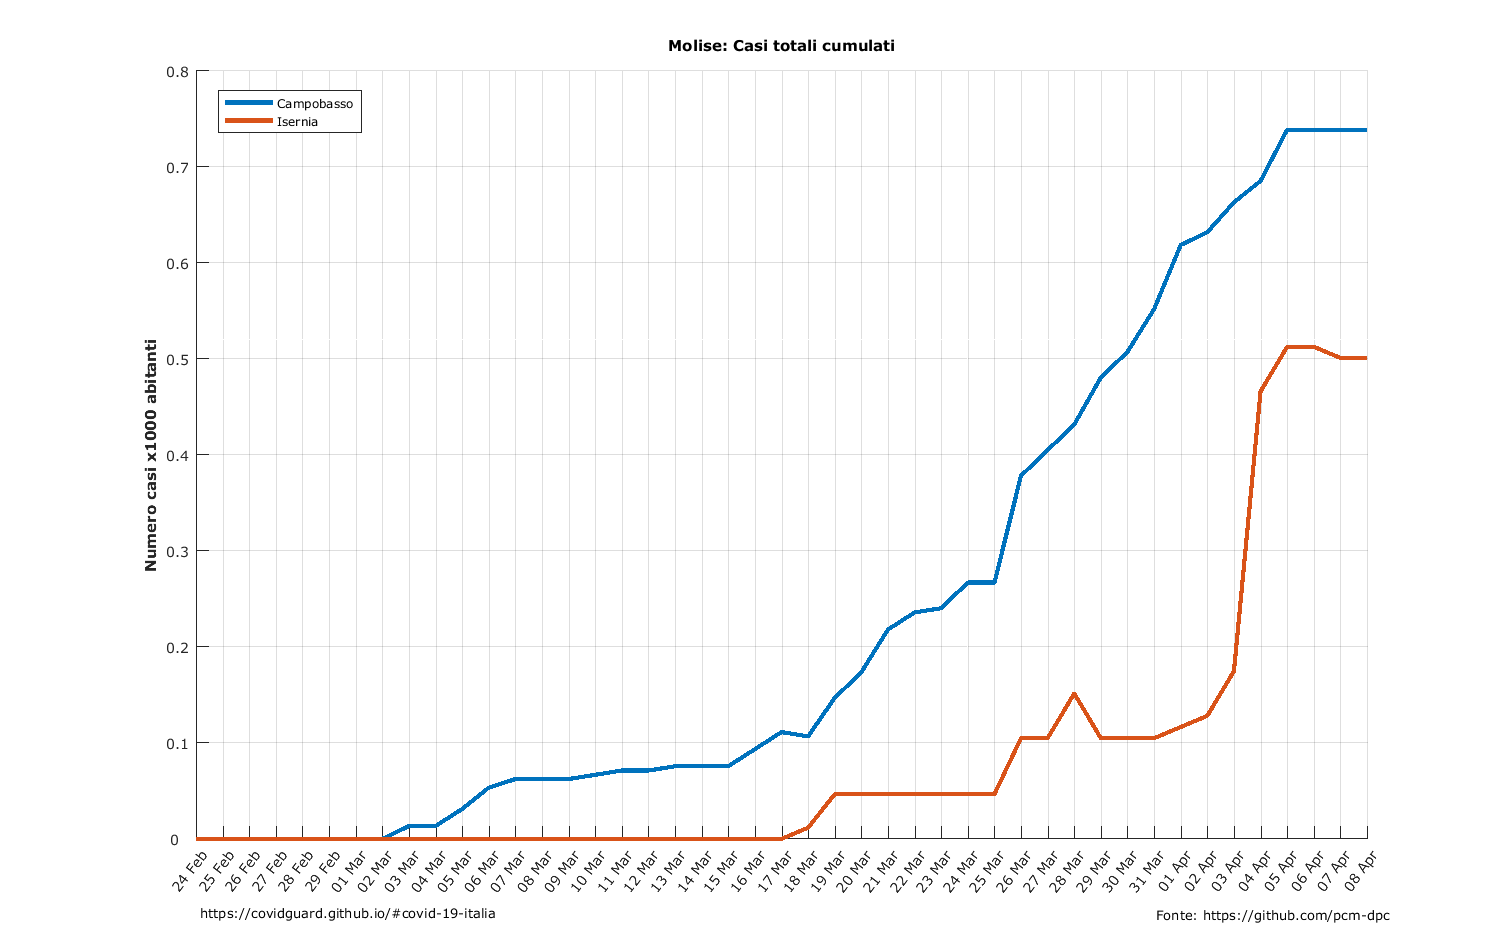 Molise: Casi totali cumulati
Campobasso
Isernia
Numero casi x1000 abitanti
0.8
0.7
0.6
0.5
0.4
0.3
0.2
0.1
0
24 Feb
25 Feb
26 Feb
27 Feb
28 Feb
29 Feb
01 Mar
02 Mar
03 Mar
04 Mar
05 Mar
06 Mar
07 Mar
08 Mar
09 Mar
10 Mar
11 Mar
12 Mar
13 Mar
14 Mar
15 Mar
16 Mar
17 Mar
18 Mar
19 Mar
20 Mar
21 Mar
22 Mar
23 Mar
24 Mar
25 Mar
26 Mar
27 Mar
28 Mar
29 Mar
30 Mar
31 Mar
01 Apr
02 Apr
03 Apr
04 Apr
05 Apr
06 Apr
07 Apr
08 Apr
https://covidguard.github.io/#covid-19-italia
Fonte: https://github.com/pcm-dpc